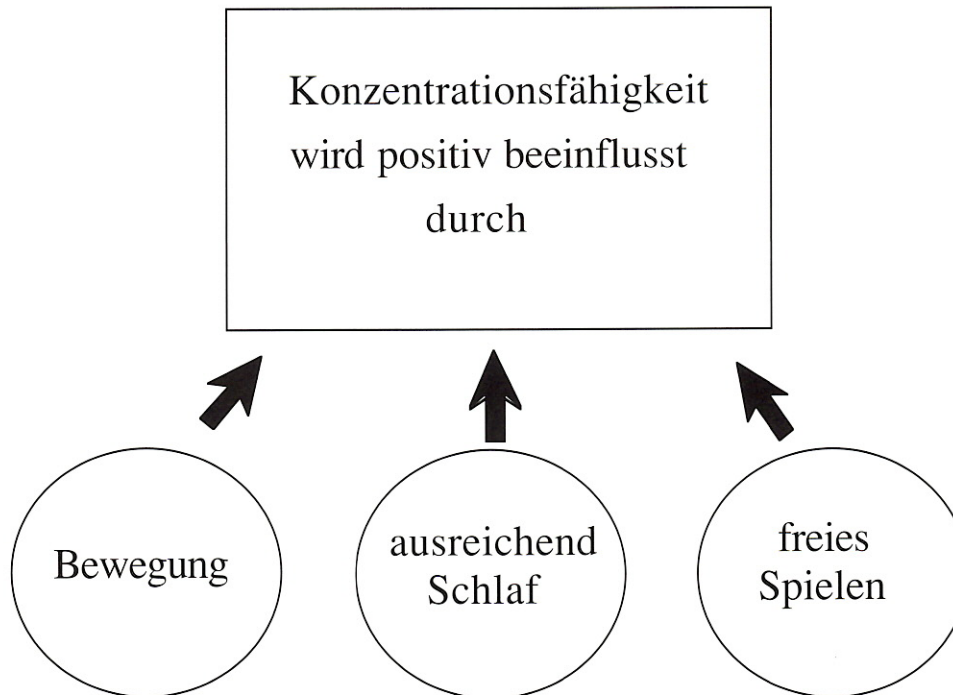 Konzentrationsfähigkeit
wird positiv beeinflusst
durch
Bewegung
ausreichend
Schlaf
freies
Spielen